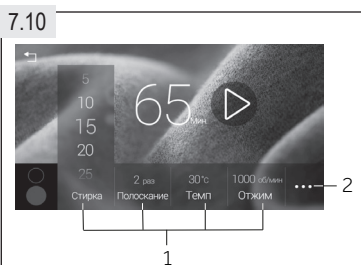 7.10
5
10
15
20
25
65 мин
2 раз
30°c
1000 об/мин
Стирка
Полоскание
Темп
Отжим
2
1